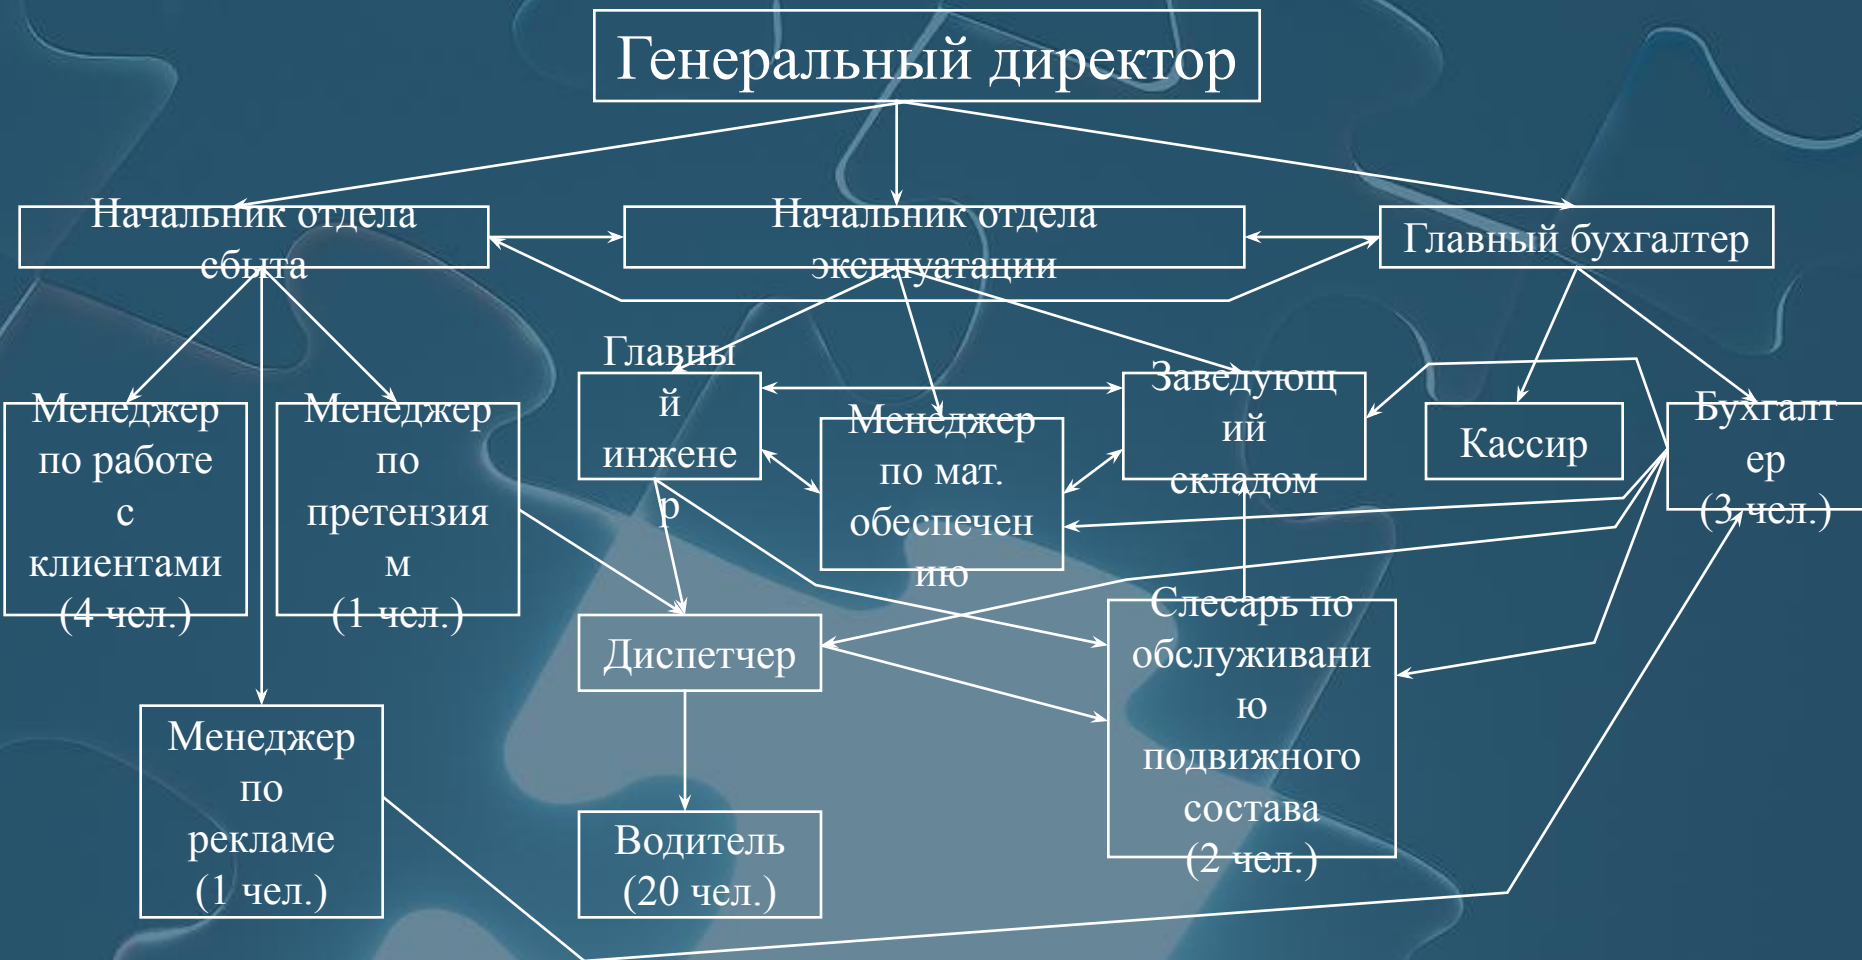 Генеральный директор
Начальник отдела
сбыта
Начальник отдела
эксплуатации
Главный бухгалтер
Менеджер
по работе
с
клиентами
(4 чел.)
Менеджер
по
претензия
м
(1 чел.)
Главны
й
инжене
р
Менеджер
по мат.
обеспечен
ию
Заведующ
ий
складом
Кассир
Бухгалт
ер
(3 чел.)
Диспетчер
Слесарь по
обслуживани
ю
подвижного
состава
(2 чел.)
Менеджер
по
рекламе
(1 чел.)
Водитель
(20 чел.)